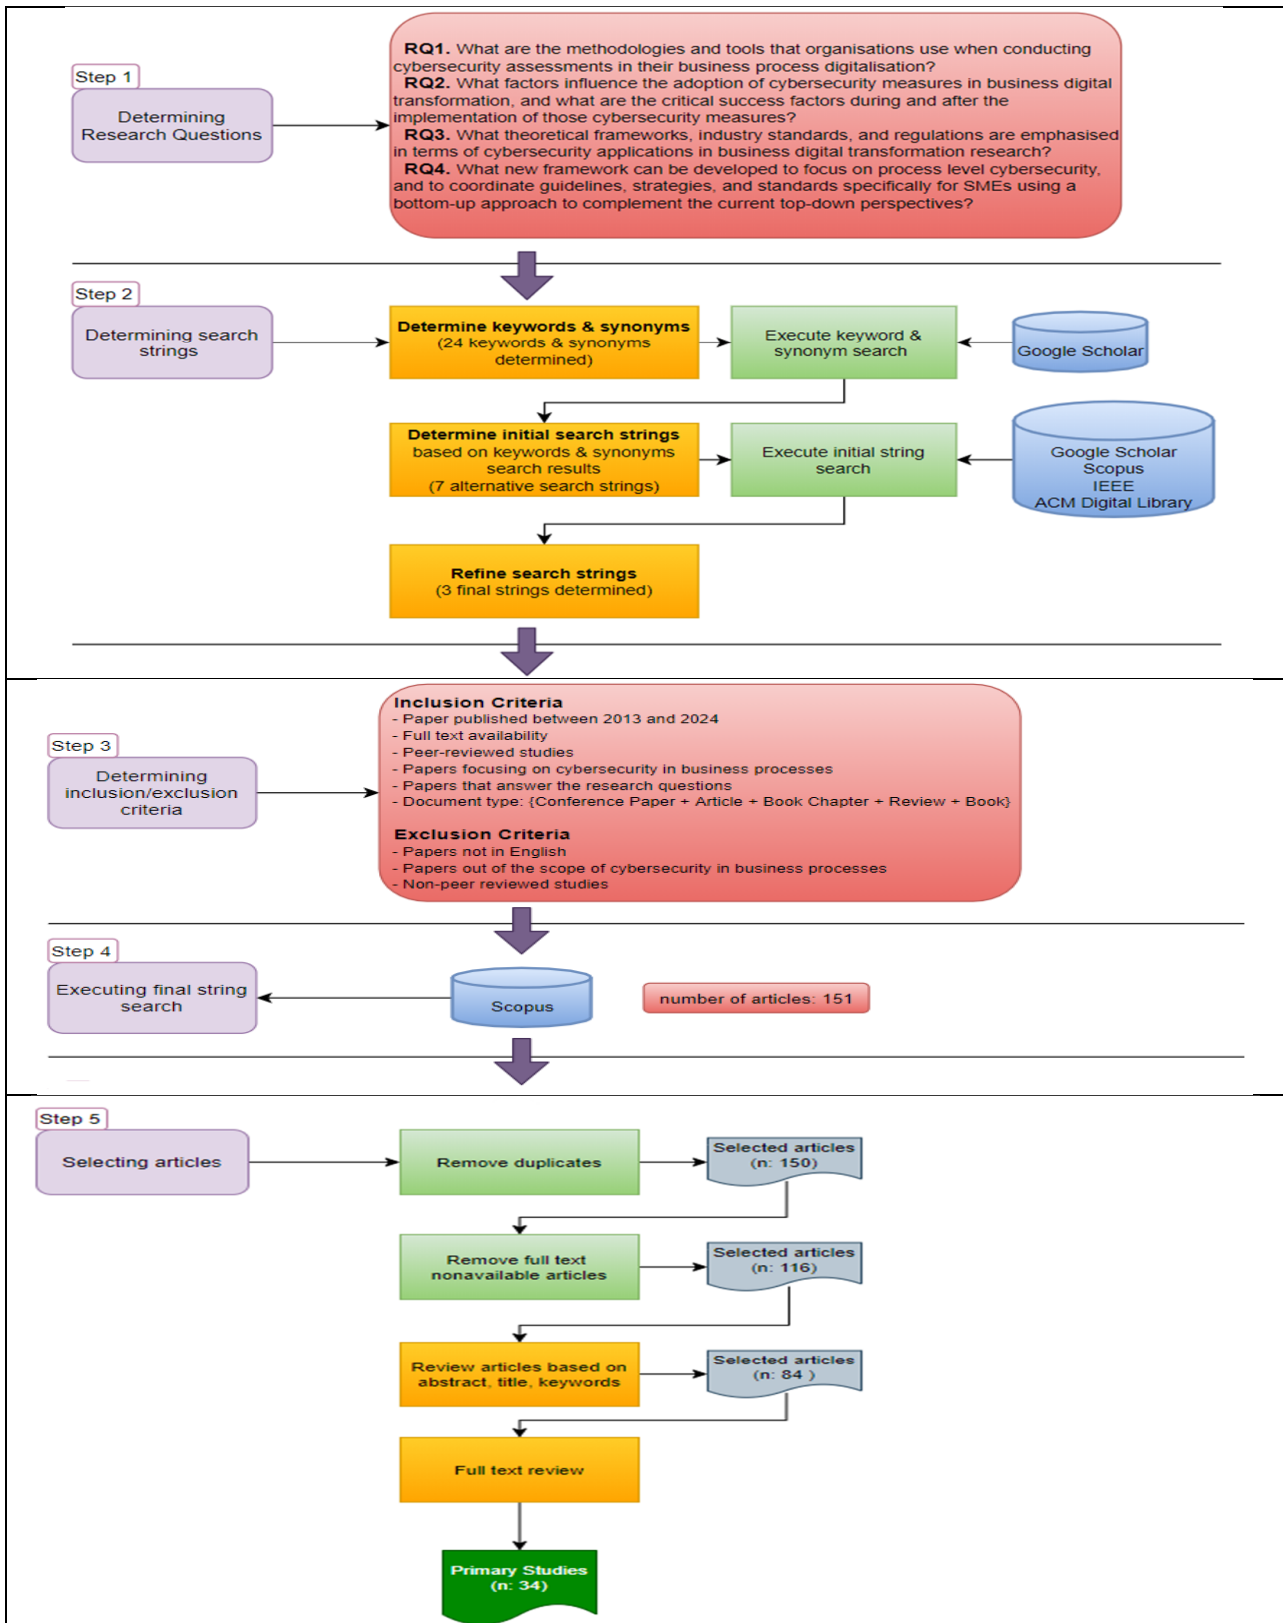 Step 1
Determining
Research Questions
RQ1. What are the methodologies and tools that organisations use when conducting
cybersecurity assessments in their business process digitalisation?
RQ2. What factors influence the adoption of cybersecurity measures in business digital
transformation, and what are the critical success factors during and after the
implementation of those cybersecurity measures?
RQ3. What theoretical frameworks, industry standards, and regulations are emphasised
in terms of cybersecurity applications in business digital transformation research?
RQ4. What new framework can be developed to focus on process level cybersecurity,
and to coordinate guidelines, strategies, and standards specifically for SMEs using a
bottom-up approach to complement the current top-down perspectives?
Step 2
Determining search
strings
Determine keywords & synonyms
(24 keywords & synonyms
determined)
Execute keyword &
synonym search
Google Scholar
Determine initial search strings
based on keywords & synonyms
search results
(7 alternative search strings)
Execute initial string
search
Google Scholar
Scopus
IEEE
ACM Digital Library
Refine search strings
(3 final strings determined)
Step 3
Determining
inclusion/exclusion
criteria
Inclusion Criteria
- Paper published between 2013 and 2024
- Full text availability
- Peer-reviewed studies
- Papers focusing on cybersecurity in business processes
- Papers that answer the research questions
- Document type: {Conference Paper + Article + Book Chapter + Review + Book}
Exclusion Criteria
- Papers not in English
- Papers out of the scope of cybersecurity in business processes
- Non-peer reviewed studies
Step 4
Executing final string
search
Scopus
number of articles: 151
Step 5
Selecting articles
Remove duplicates
Selected articles
(n: 150)
Remove full text
nonavailable articles
Selected articles
(n: 116)
Review articles based on
abstract, title, keywords
Selected articles
(n: 84 )
Full text review
Primary Studies
(n: 34)